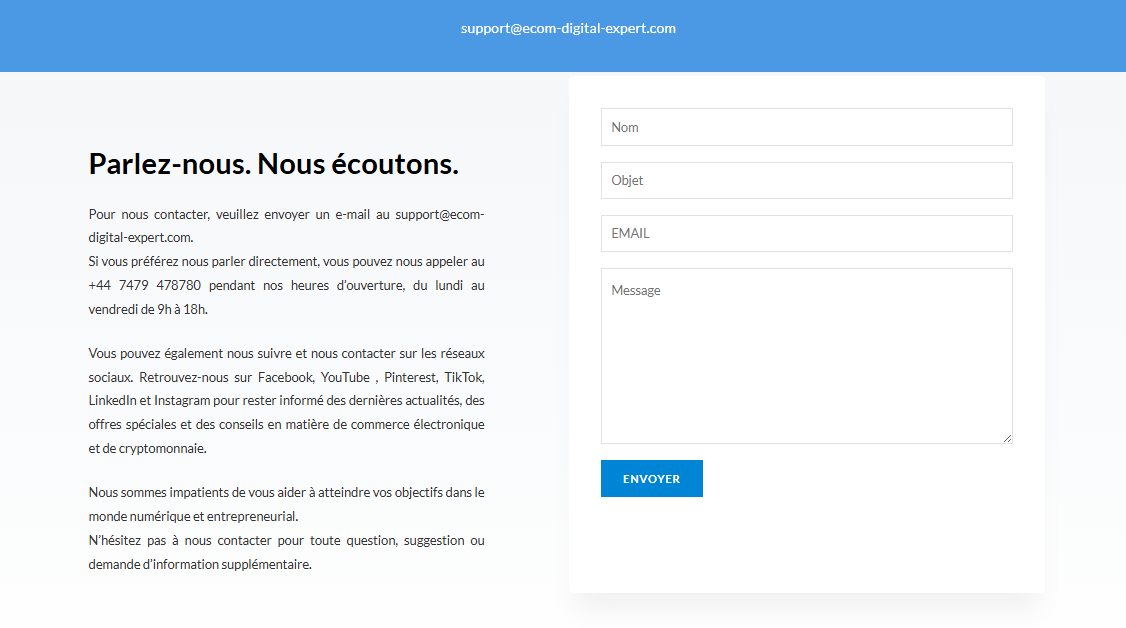 support@ecom-digital-expert.com
Parlez-nous. Nous écoutons.
Pour nous contacter, veuillez envoyer un e-mail au support@ecom-
digital-expert.com.
Si vous préférez nous parler directement, vous pouvez nous appeler au
+44 7479 478780 pendant nos heures d’ouverture, du lundi au
vendredi de 9h à 18h.
Vous pouvez également nous suivre et nous contacter sur les réseaux
sociaux. Retrouvez-nous sur Facebook, YouTube , Pinterest, TikTok,
LinkedIn et Instagram pour rester informé des dernières actualités, des
offres spéciales et des conseils en matière de commerce électronique
et de cryptomonnaie.
Nous sommes impatients de vous aider à atteindre vos objectifs dans le
monde numérique et entrepreneurial.
N’hésitez pas à nous contacter pour toute question, suggestion ou
demande d’information supplémentaire.
Nom
Objet
EMAIL
Message
ENVOYER